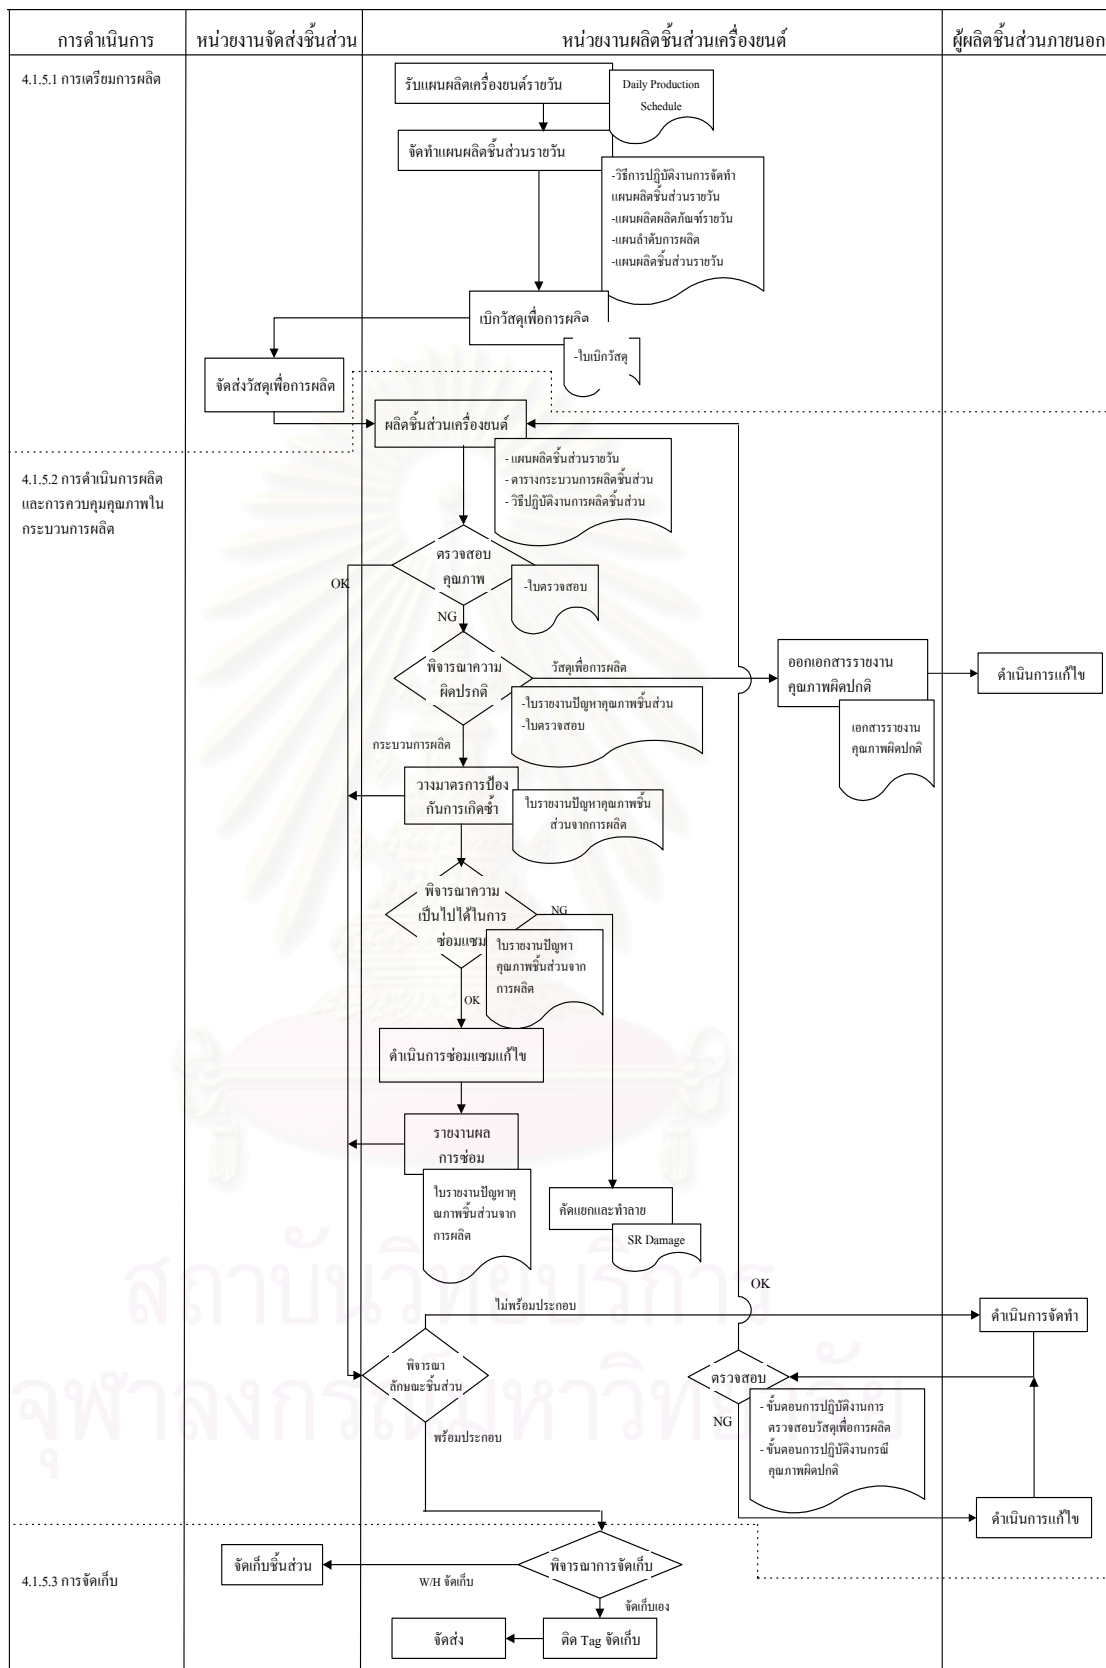 การดำเนินการ
หน่วยงานจัดส่งชิ้นส่วน
หน่วยงานผลิตชิ้นส่วนเครื่องยนต์
ผู้ผลิตชิ้นส่วนภายนอก
4.1.5.1 การเตรียมการผลิต
รับแผนผลิตเครื่องยนต์รายวัน
Daily Production
Schedule
จัดทำแผนผลิตชิ้นส่วนรายวัน
-วิธีการปฏิบัติงานการจัดทำ
แผนผลิตชิ้นส่วนรายวัน
-แผนผลิตผลิตภัณฑ์รายวัน
-แผนลำดับการผลิต
-แผนผลิตชิ้นส่วนรายวัน
เบิกวัสดุเพื่อการผลิต
-ใบเบิกวัสดุ
จัดส่งวัสดุเพื่อการผลิต
ผลิตชิ้นส่วนเครื่องยนต์
- แผนผลิตชิ้นส่วนรายวัน
- ตารางกระบวนการผลิตชิ้นส่วน
- วิธีปฏิบัติงานการผลิตชิ้นส่วน
4.1.5.2 การดำเนินการผลิต
และการควบคุมคุณภาพใน
กระบวนการผลิต
ตรวจสอบ
คุณภาพ
OK
-ใบตรวจสอบ
NG
พิจารณาความ
ผิดปรกติ
วัสดุเพื่อการผลิต
-ใบรายงานปัญหาคุณภาพชิ้นส่วน
-ใบตรวจสอบ
ออกเอกสารรายงาน
คุณภาพผิดปกติ
ดำเนินการแก้ไข
เอกสารรายงาน
คุณภาพผิดปกติ
กระบวนการผลิต
วางมาตรการป้อง
กันการเกิดซ้ำ
ใบรายงานปัญหาคุณภาพชิ้น
ส่วนจากการผลิต
พิจารณาความ
เป็นไปได้ในการ
ซ่อมแซม
NG
ใบรายงานปัญหา
คุณภาพชิ้นส่วนจาก
การผลิต
OK
ดำเนินการซ่อมแซมแก้ไข
รายงานผล
การซ่อม
ใบรายงานปัญหาคุ
ณภาพชิ้นส่วนจาก
การผลิต
คัดแยกและทำลาย
SR Damage
OK
ไม่พร้อมประกอบ
ดำเนินการจัดทำ
พิจารณา
ลักษณะชิ้นส่วน
ตรวจสอบ
NG
- ขั้นตอนการปฏิบัติงานการ
ตรวจสอบวัสดุเพื่อการผลิต
- ขั้นตอนการปฏิบัติงานกรณี
คุณภาพผิดปกติ
พร้อมประกอบ
ดำเนินการแก้ไข
4.1.5.3 การจัดเก็บ
จัดเก็บชิ้นส่วน
W/H จัดเก็บ
พิจารณาการจัดเก็บ
จัดเก็บเอง
จัดส่ง
ติด Tag จัดเก็บ
สถาบันวิทยบริการ
จุฬาลงกรณ์มหาวิทยาลัย